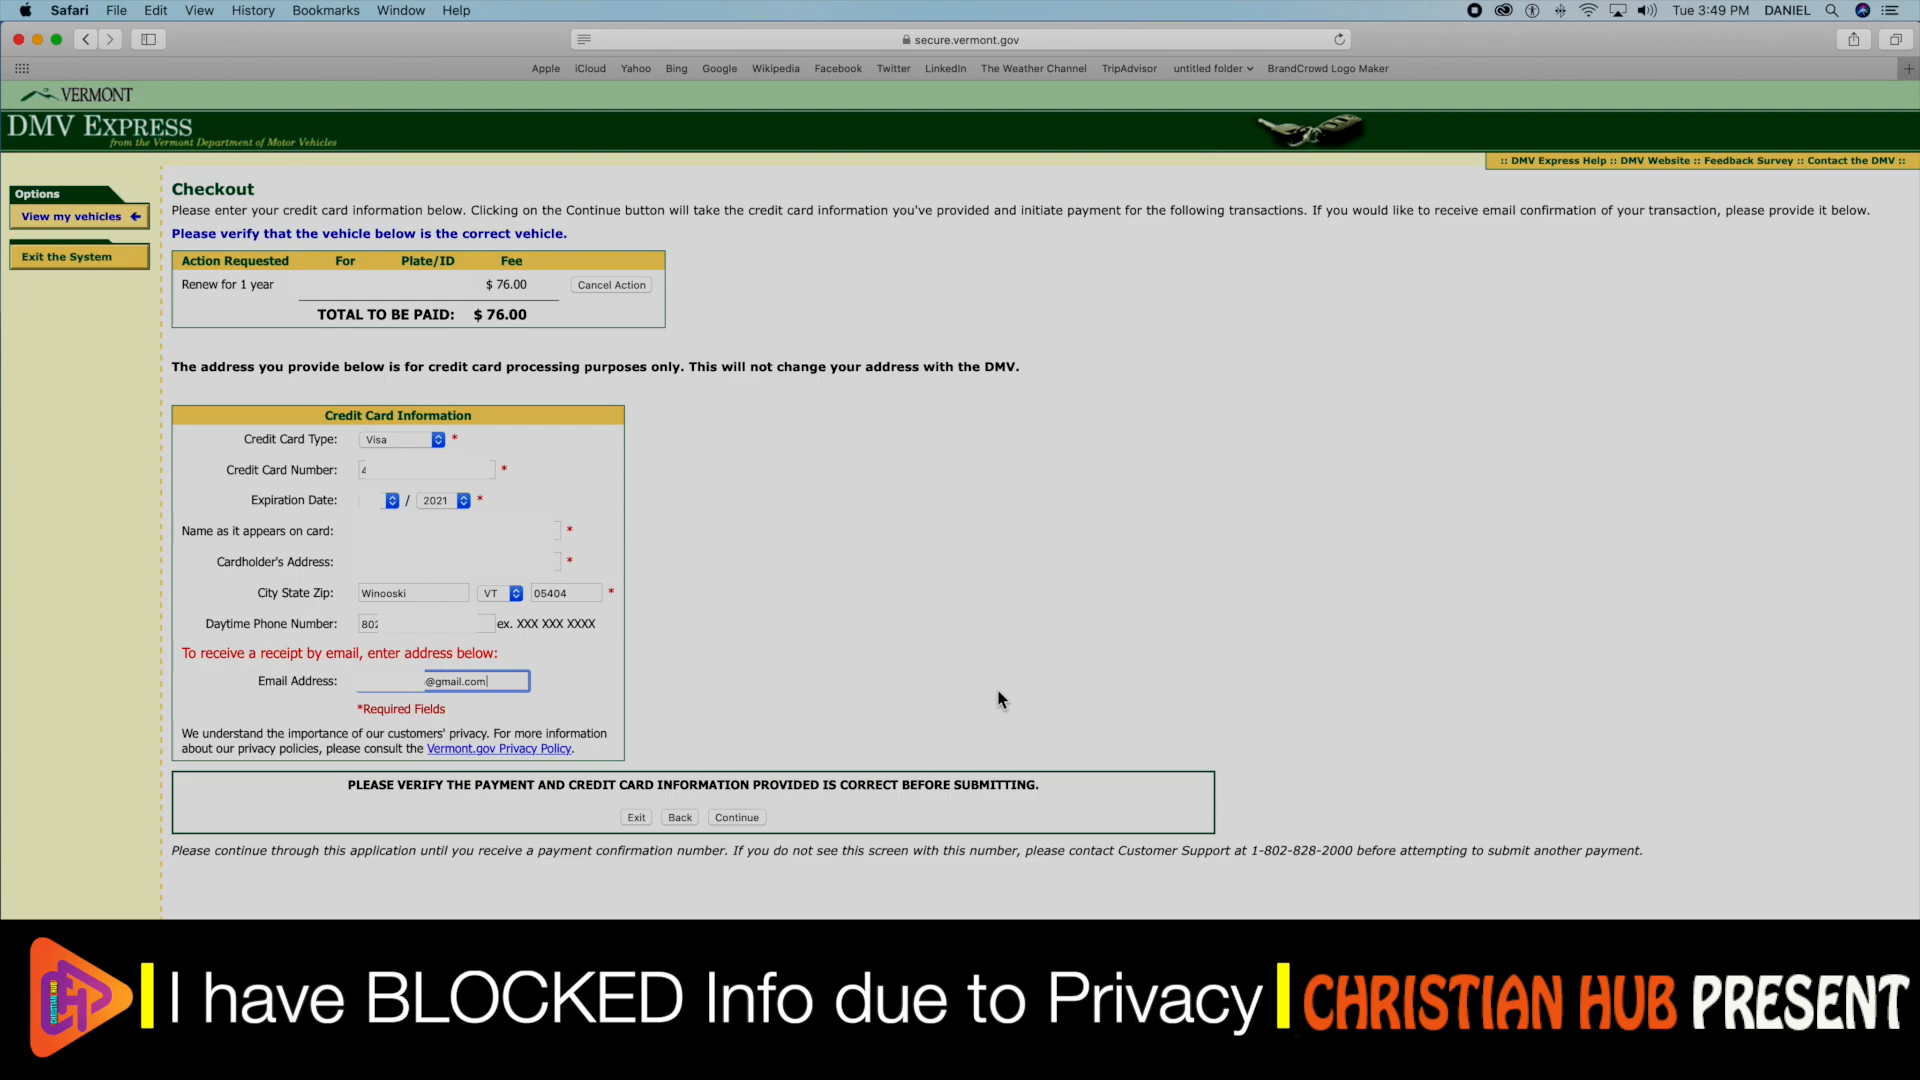 Safari File Edit View History Bookmarks Window Help Tue 3:49 PM DANIEL
secure.vermont.gov
Apple iCloud Yahoo Bing Google Wikipedia Facebook Twitter LinkedIn The Weather Channel TripAdvisor untitled folder BrandCrowd Logo Maker
VERMONT
DMV EXPRESS
from the Vermont Department of Motor Vehicles
:: DMV Express Help :: DMV Website :: Feedback Survey :: Contact the DMV ::
Options
View my vehicles
Exit the System
Checkout
Please enter your credit card information below. Clicking on the Continue button will take the credit card information you've provided and initiate payment for the following transactions. If you would like to receive email confirmation of your transaction, please provide it below.
Please verify that the vehicle below is the correct vehicle.
Action Requested For Plate/ID Fee
Renew for 1 year $ 76.00 Cancel Action
TOTAL TO BE PAID: $ 76.00
The address you provide below is for credit card processing purposes only. This will not change your address with the DMV.
Credit Card Information
Credit Card Type: Visa *
Credit Card Number: 4 *
Expiration Date: / 2021 *
Name as it appears on card: *
Cardholder's Address: *
City State Zip: Winooski VT 05404 *
Daytime Phone Number: 802 ex. XXX XXX XXXX
To receive a receipt by email, enter address below:
Email Address: @gmail.com
*Required Fields
We understand the importance of our customers' privacy. For more information
about our privacy policies, please consult the Vermont.gov Privacy Policy.
PLEASE VERIFY THE PAYMENT AND CREDIT CARD INFORMATION PROVIDED IS CORRECT BEFORE SUBMITTING.
Exit Back Continue
Please continue through this application until you receive a payment confirmation number. If you do not see this screen with this number, please contact Customer Support at 1-802-828-2000 before attempting to submit another payment.
CHRISTIAN HUB
I have BLOCKED Info due to Privacy
CHRISTIAN HUB PRESENT